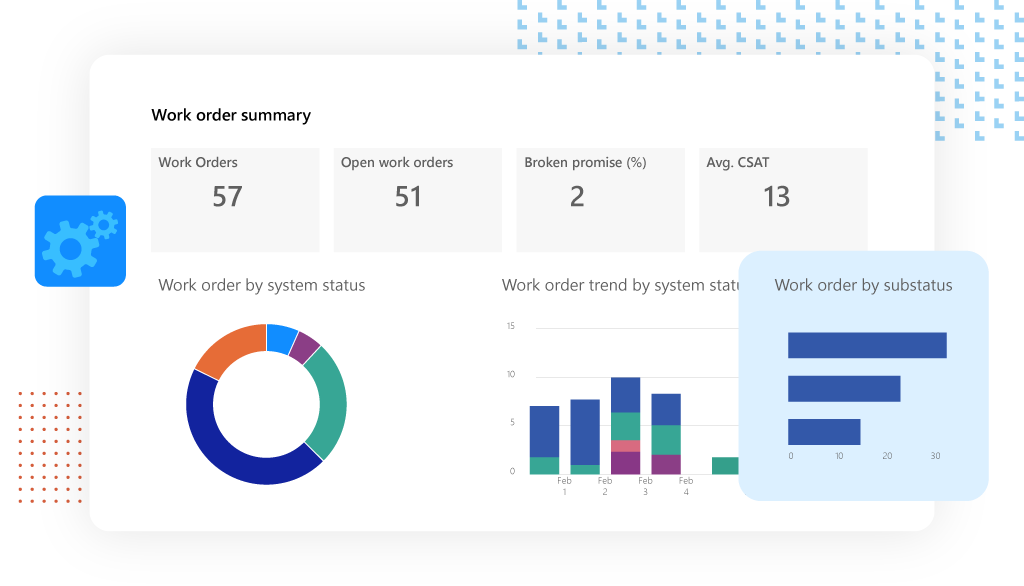 Work order summary
Work Orders
57
Open work orders
51
Broken promise (%)
2
Avg. CSAT
13
Work order by system status
Work order trend by system statu
15
10
5
0
Feb
1
Feb
2
Feb
3
Feb
4
Work order by substatus
0 10 20 30